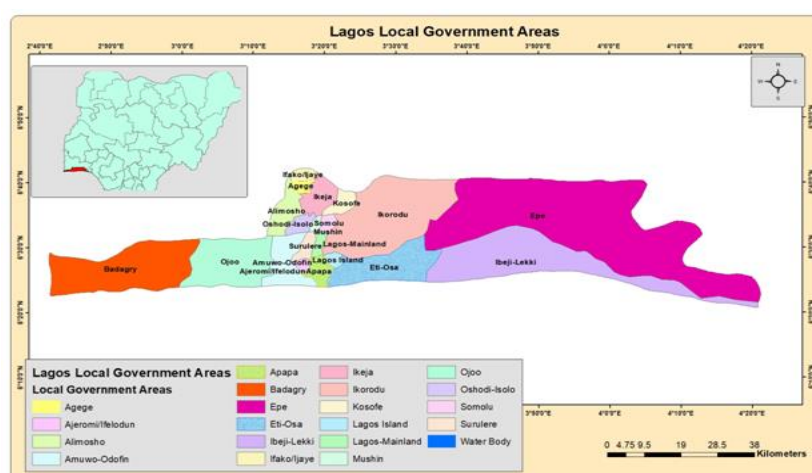 Lagos Local Government Areas
2°40'0"E 2°50'0"E 3°0'0"E 3°10'0"E 3°20'0"E 3°30'0"E 3°40'0"E 3°50'0"E 4°0'0"E 4°10'0"E 4°20'0"E
N
W E
S
Ifako/Ijaye
Agege
Ikeja
Kosofe
Alimosho
Ikorodu
Epe
Oshodi-Isolo
Somolu
Mushin
Surulere
Lagos-Mainland
Badagry
Ojoo
Amuwo-Odofin
Lagos Island
Eti-Osa
Ibeji-Lekki
Ajeromi/Ifelodun
Apapa
Lagos Local Government Areas
Local Government Areas
Agege
Ajeromi/Ifelodun
Alimosho
Amuwo-Odofin
Apapa
Badagry
Epe
Eti-Osa
Ibeji-Lekki
Ifako/Ijaye
Ikeja
Ikorodu
Kosofe
Lagos Island
Lagos-Mainland
Mushin
Ojoo
Oshodi-Isolo
Somolu
Surulere
Water Body
3°50'0"E 4°0'0"E 4°10'0"E 4°20'0"E
0 4.75 9.5 19 28.5 38
Kilometers